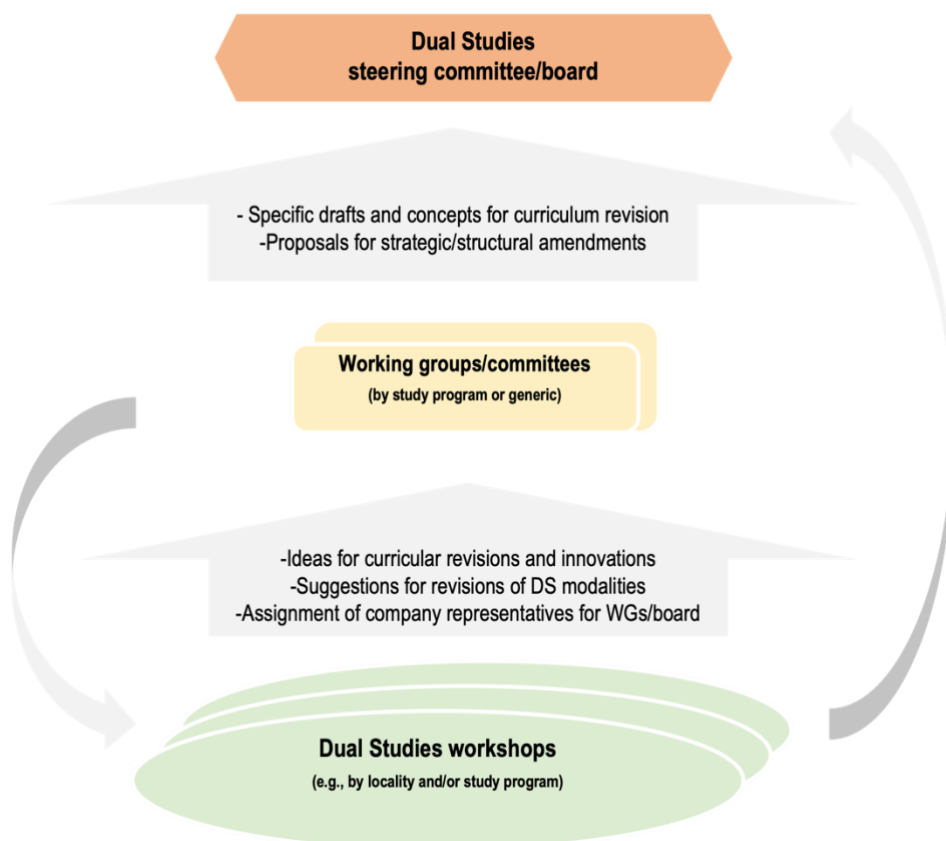 Dual Studies
steering committee/board
- Specific drafts and concepts for curriculum revision
-Proposals for strategic/structural amendments
Working groups/committees
(by study program or generic)
-Ideas for curricular revisions and innovations
-Suggestions for revisions of DS modalities
-Assignment of company representatives for WGs/board
Dual Studies workshops
(e.g., by locality and/or study program)